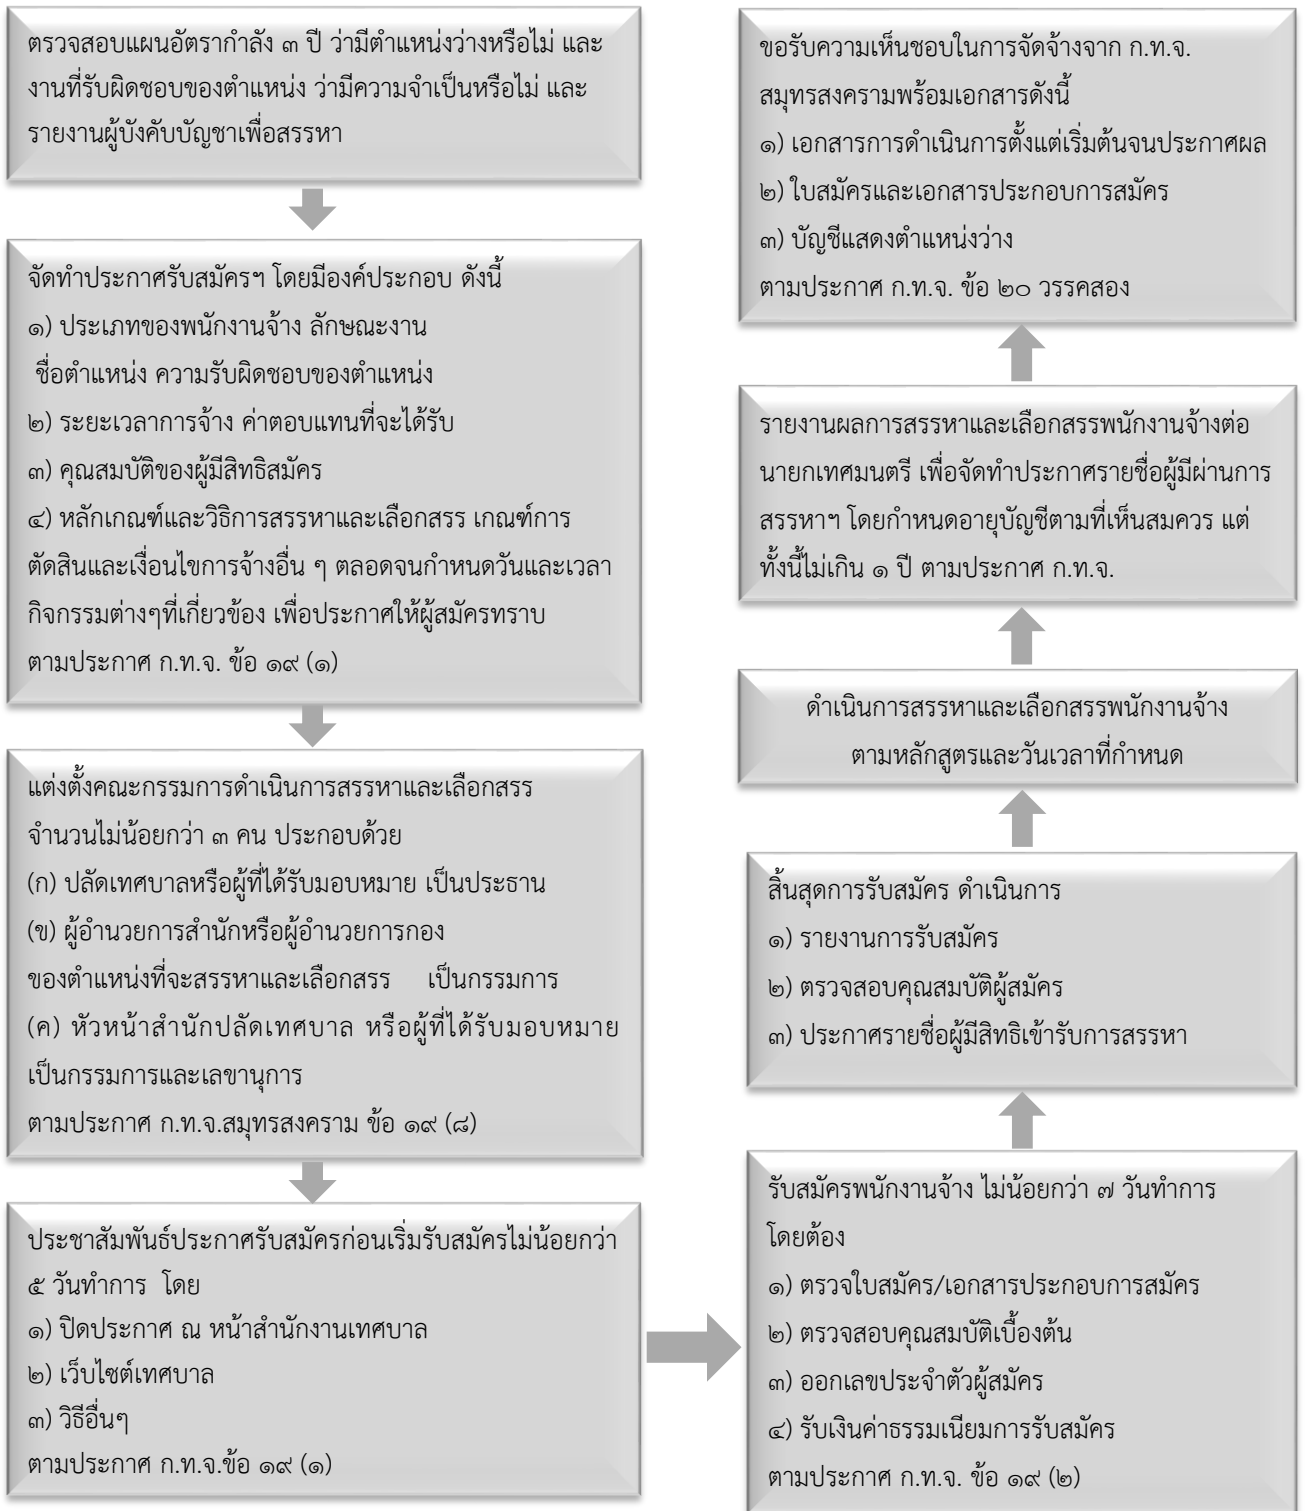 ตรวจสอบแผนอัตรากำลัง ๓ ปี ว่ามีตำแหน่งว่างหรือไม่ และ
งานที่รับผิดชอบของตำแหน่ง ว่ามีความจำเป็นหรือไม่ และ
รายงานผู้บังคับบัญชาเพื่อสรรหา
จัดทำประกาศรับสมัครฯ โดยมีองค์ประกอบ ดังนี้
๑) ประเภทของพนักงานจ้าง ลักษณะงาน
ชื่อตำแหน่ง ความรับผิดชอบของตำแหน่ง
๒) ระยะเวลาการจ้าง ค่าตอบแทนที่จะได้รับ
๓) คุณสมบัติของผู้มีสิทธิสมัคร
๔) หลักเกณฑ์และวิธีการสรรหาและเลือกสรร เกณฑ์การ
ตัดสินและเงื่อนไขการจ้างอื่น ๆ ตลอดจนกำหนดวันและเวลา
กิจกรรมต่างๆที่เกี่ยวข้อง เพื่อประกาศให้ผู้สมัครทราบ
ตามประกาศ ก.ท.จ. ข้อ ๑๙ (๑)
แต่งตั้งคณะกรรมการดำเนินการสรรหาและเลือกสรร
จำนวนไม่น้อยกว่า ๓ คน ประกอบด้วย
(ก) ปลัดเทศบาลหรือผู้ที่ได้รับมอบหมาย เป็นประธาน
(ข) ผู้อำนวยการสำนักหรือผู้อำนวยการกอง
ของตำแหน่งที่จะสรรหาและเลือกสรร เป็นกรรมการ
(ค) หัวหน้าสำนักปลัดเทศบาล หรือผู้ที่ได้รับมอบหมาย
เป็นกรรมการและเลขานุการ
ตามประกาศ ก.ท.จ.สมุทรสงคราม ข้อ ๑๙ (๘)
ประชาสัมพันธ์ประกาศรับสมัครก่อนเริ่มรับสมัครไม่น้อยกว่า
๕ วันทำการ โดย
๑) ปิดประกาศ ณ หน้าสำนักงานเทศบาล
๒) เว็บไซต์เทศบาล
๓) วิธีอื่นๆ
ตามประกาศ ก.ท.จ.ข้อ ๑๙ (๑)
รับสมัครพนักงานจ้าง ไม่น้อยกว่า ๗ วันทำการ
โดยต้อง
๑) ตรวจใบสมัคร/เอกสารประกอบการสมัคร
๒) ตรวจสอบคุณสมบัติเบื้องต้น
๓) ออกเลขประจำตัวผู้สมัคร
๔) รับเงินค่าธรรมเนียมการรับสมัคร
ตามประกาศ ก.ท.จ. ข้อ ๑๙ (๒)
สิ้นสุดการรับสมัคร ดำเนินการ
๑) รายงานการรับสมัคร
๒) ตรวจสอบคุณสมบัติผู้สมัคร
๓) ประกาศรายชื่อผู้มีสิทธิเข้ารับการสรรหา
ดำเนินการสรรหาและเลือกสรรพนักงานจ้าง
ตามหลักสูตรและวันเวลาที่กำหนด
รายงานผลการสรรหาและเลือกสรรพนักงานจ้างต่อ
นายกเทศมนตรี เพื่อจัดทำประกาศรายชื่อผู้มีผ่านการ
สรรหาฯ โดยกำหนดอายุบัญชีตามที่เห็นสมควร แต่
ทั้งนี้ไม่เกิน ๑ ปี ตามประกาศ ก.ท.จ.
ขอรับความเห็นชอบในการจัดจ้างจาก ก.ท.จ.
สมุทรสงครามพร้อมเอกสารดังนี้
๑) เอกสารการดำเนินการตั้งแต่เริ่มต้นจนประกาศผล
๒) ใบสมัครและเอกสารประกอบการสมัคร
๓) บัญชีแสดงตำแหน่งว่าง
ตามประกาศ ก.ท.จ. ข้อ ๒๐ วรรคสอง